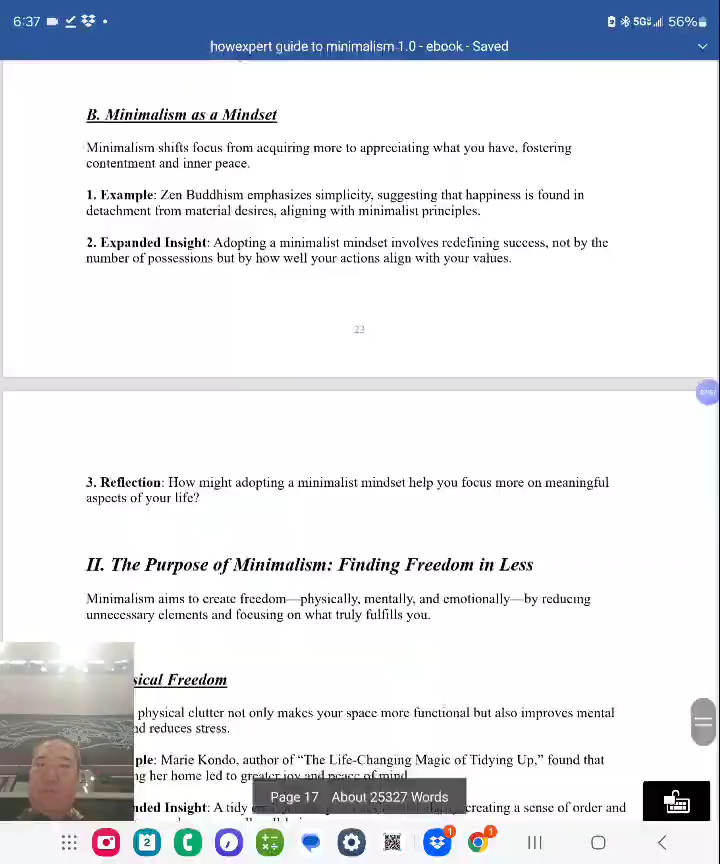 6:37
5G
56%
howexpert guide to minimalism 1.0 - ebook - Saved
B. Minimalism as a Mindset
Minimalism shifts focus from acquiring more to appreciating what you have, fostering
contentment and inner peace.
1. Example: Zen Buddhism emphasizes simplicity, suggesting that happiness is found in
detachment from material desires, aligning with minimalist principles.
2. Expanded Insight: Adopting a minimalist mindset involves redefining success, not by the
number of possessions but by how well your actions align with your values.
23
3. Reflection: How might adopting a minimalist mindset help you focus more on meaningful
aspects of your life?
II. The Purpose of Minimalism: Finding Freedom in Less
Minimalism aims to create freedom—physically, mentally, and emotionally—by reducing
unnecessary elements and focusing on what truly fulfills you.
sical Freedom
physical clutter not only makes your space more functional but also improves mental
nd reduces stress.
ple: Marie Kondo, author of “The Life-Changing Magic of Tidying Up,” found that
ng her home led to greater joy and peace of mind
Page 17 About 25327 Words
nded Insight: A tidy creating a sense of order and
2
1
1